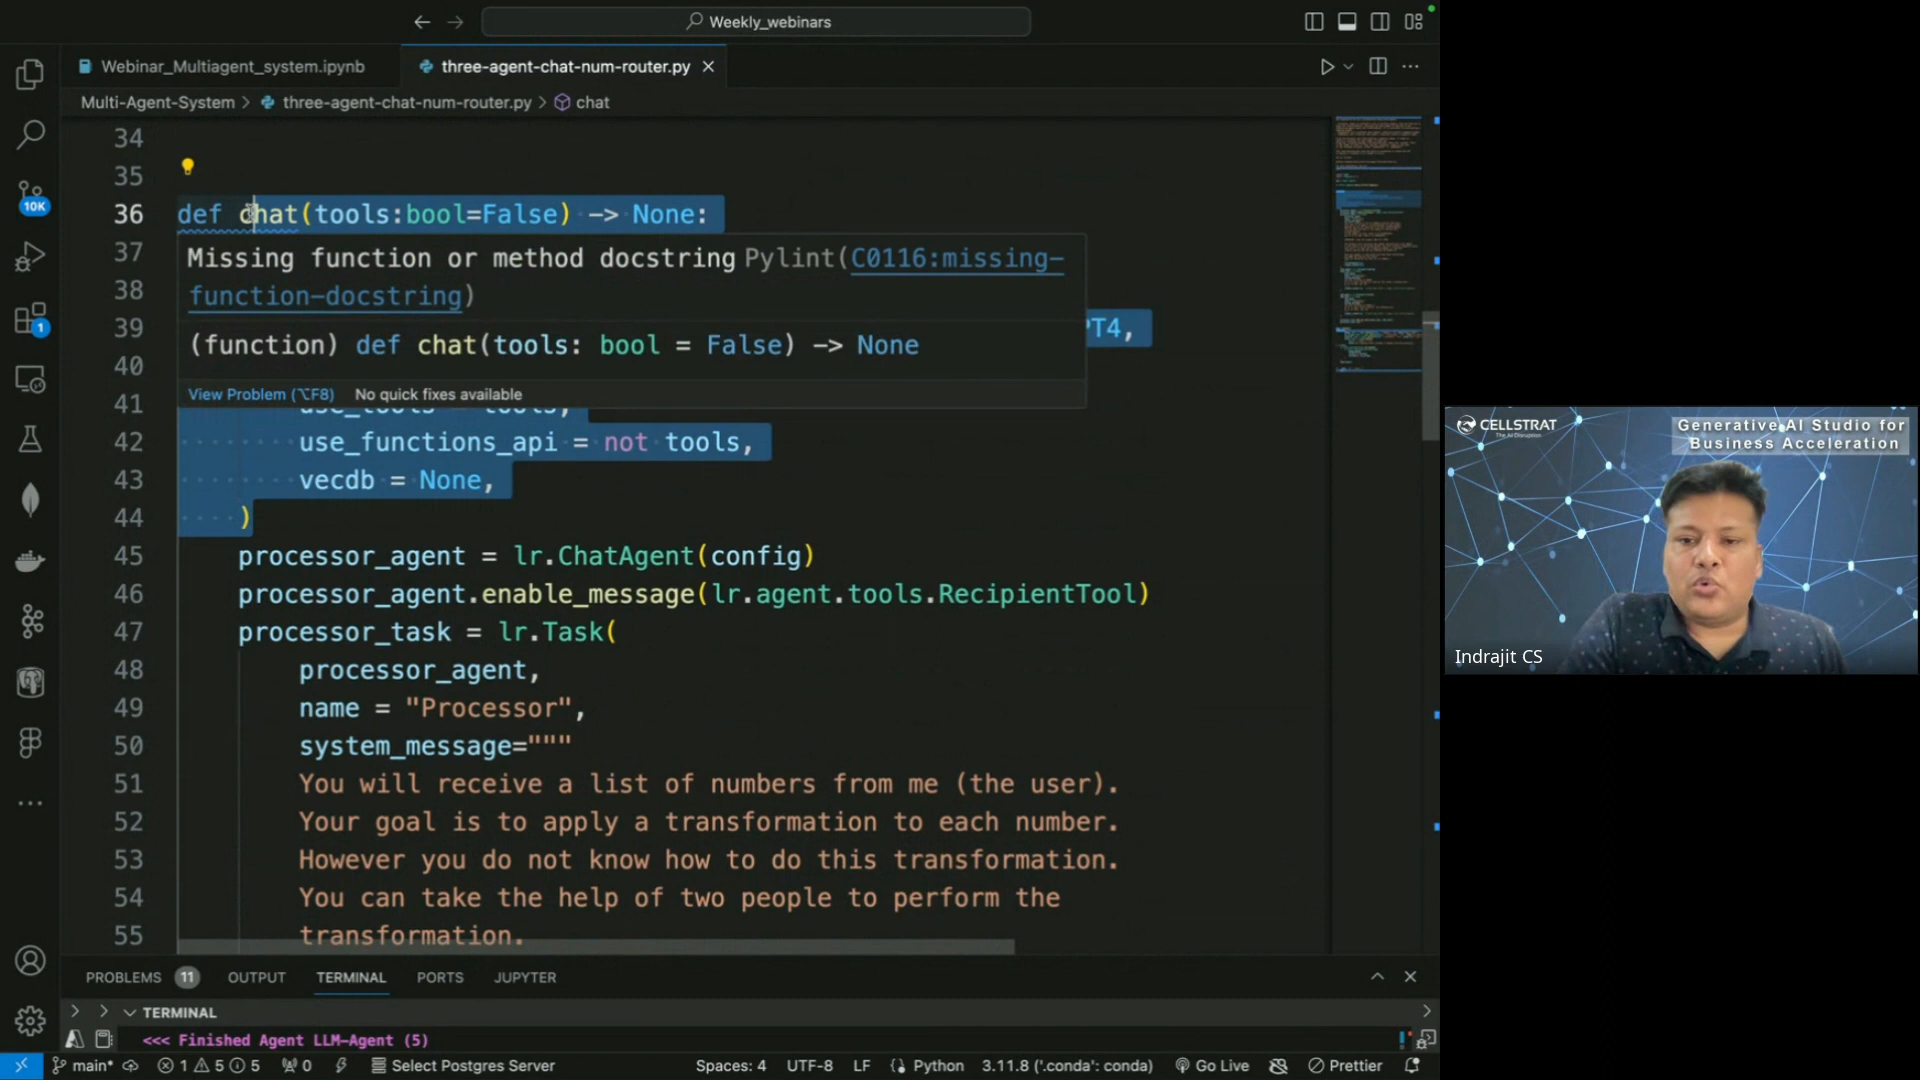 Weekly_webinars
Webinar_Multiagent_system.ipynb
three-agent-chat-num-router.py
Multi-Agent-System > three-agent-chat-num-router.py > chat
34
35
36 def chat(tools:bool=False) -> None:
37 Missing function or method docstring Pylint(C0116:missing-
38 function-docstring)
39 T4,
(function) def chat(tools: bool = False) -> None
40
View Problem (⌥F8) No quick fixes available
41 use_tools = tools,
42 use_functions_api = not tools,
43 vecdb = None,
44 )
45 processor_agent = lr.ChatAgent(config)
46 processor_agent.enable_message(lr.agent.tools.RecipientTool)
47 processor_task = lr.Task(
48 processor_agent,
49 name = "Processor",
50 system_message="""
51 You will receive a list of numbers from me (the user).
52 Your goal is to apply a transformation to each number.
53 However you do not know how to do this transformation.
54 You can take the help of two people to perform the
55 transformation.
PROBLEMS 11 OUTPUT TERMINAL PORTS JUPYTER
TERMINAL
<<< Finished Agent LLM-Agent (5)
main* 1 5 5 0 Select Postgres Server Spaces: 4 UTF-8 LF Python 3.11.8 ('.conda': conda) Go Live Prettier
10K
1
CELLSTRAT
The AI Disruption
Generative AI Studio for
Business Acceleration
Indrajit CS